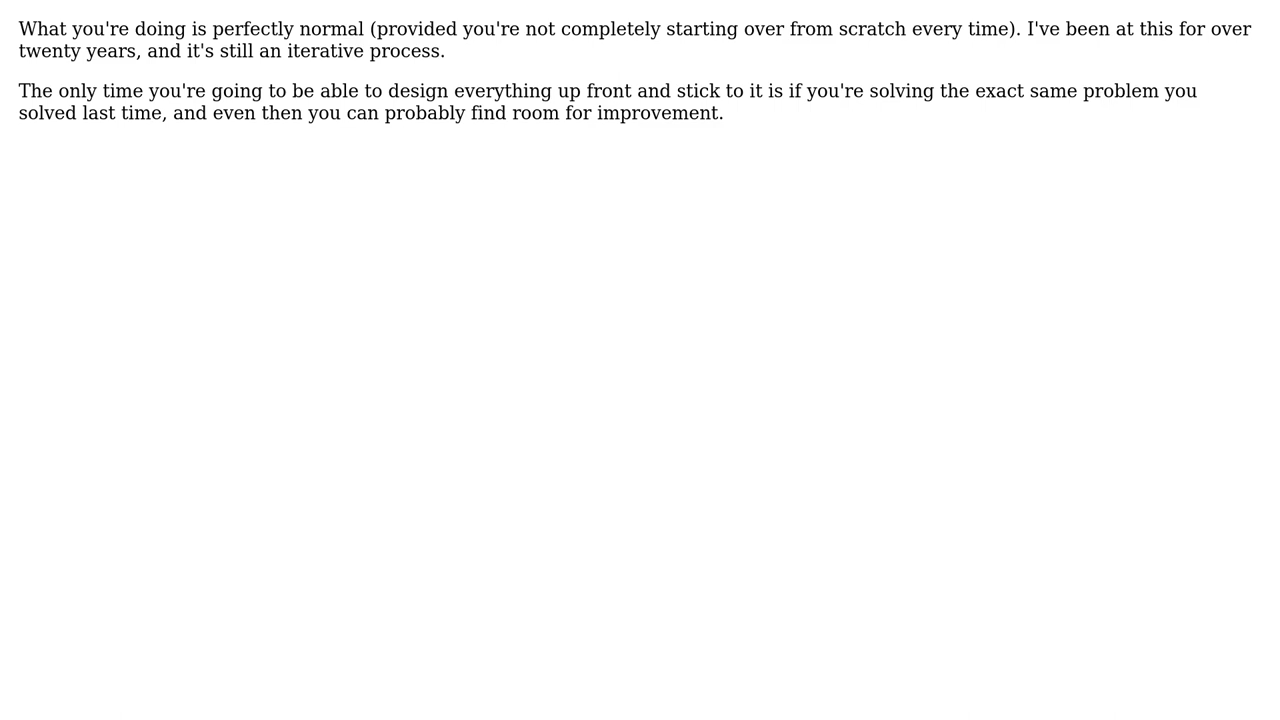 What you're doing is perfectly normal (provided you're not completely starting over from scratch every time). I've been at this for over
twenty years, and it's still an iterative process.
The only time you're going to be able to design everything up front and stick to it is if you're solving the exact same problem you
solved last time, and even then you can probably find room for improvement.